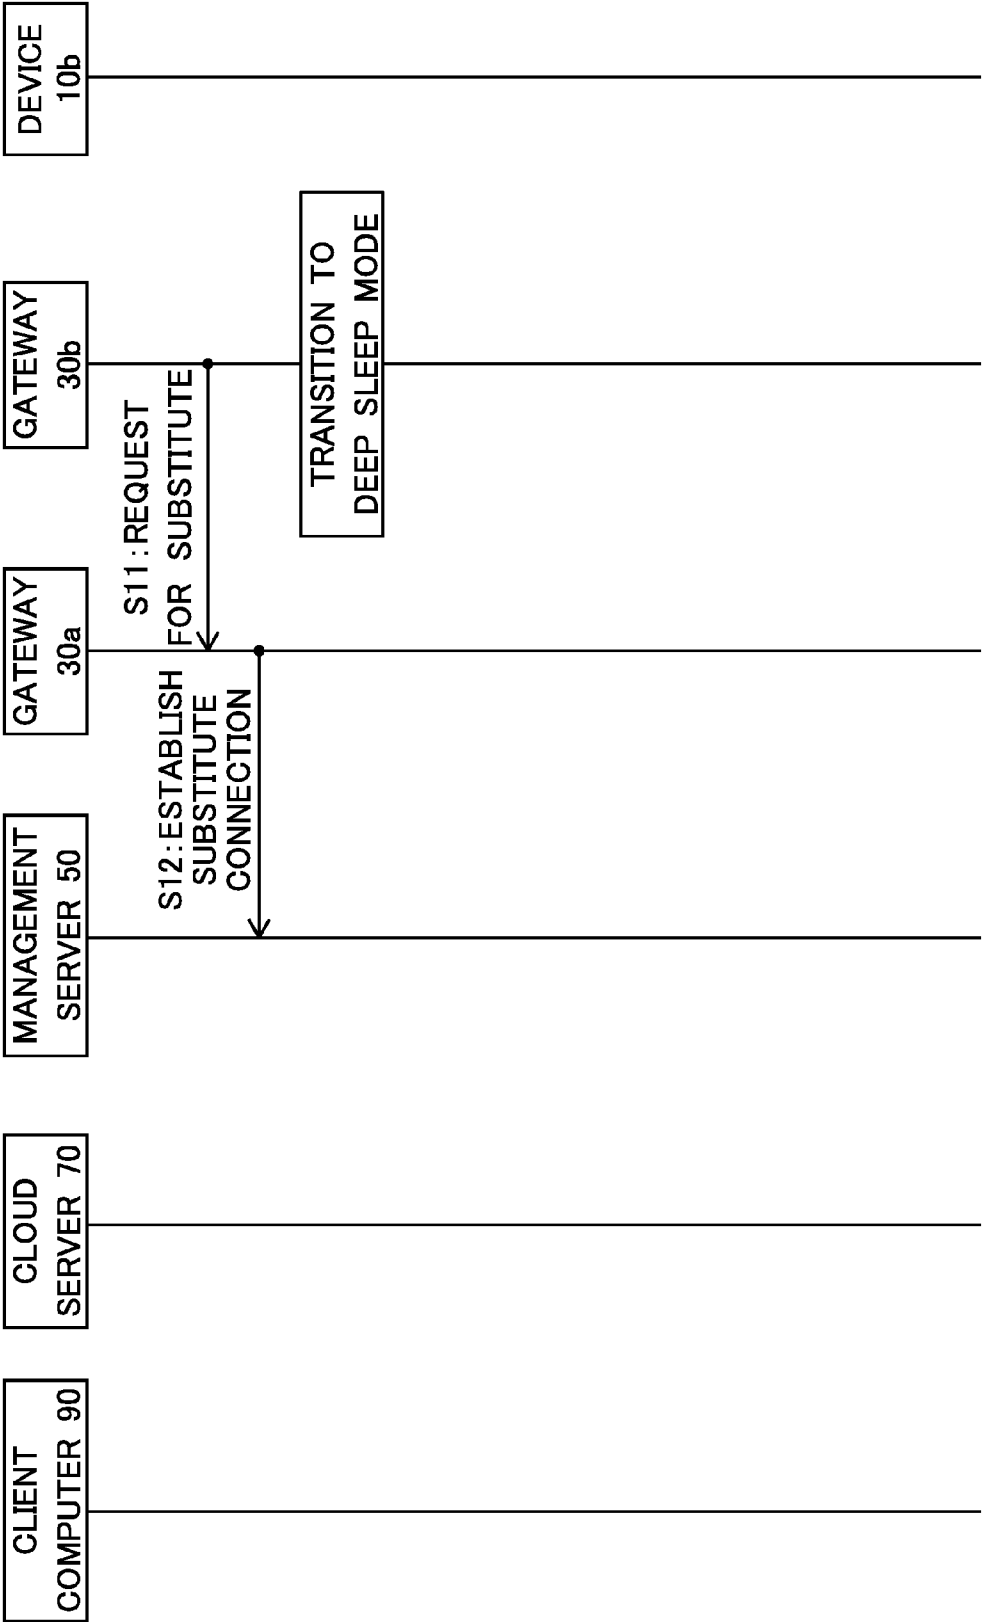 CLIENT
COMPUTER 90
CLOUD
SERVER 70
MANAGEMENT
SERVER 50
GATEWAY
30a
GATEWAY
30b
DEVICE
10b
S11:REQUEST
FOR SUBSTITUTE
S12:ESTABLISH
SUBSTITUTE
CONNECTION
TRANSITION TO
DEEP SLEEP MODE